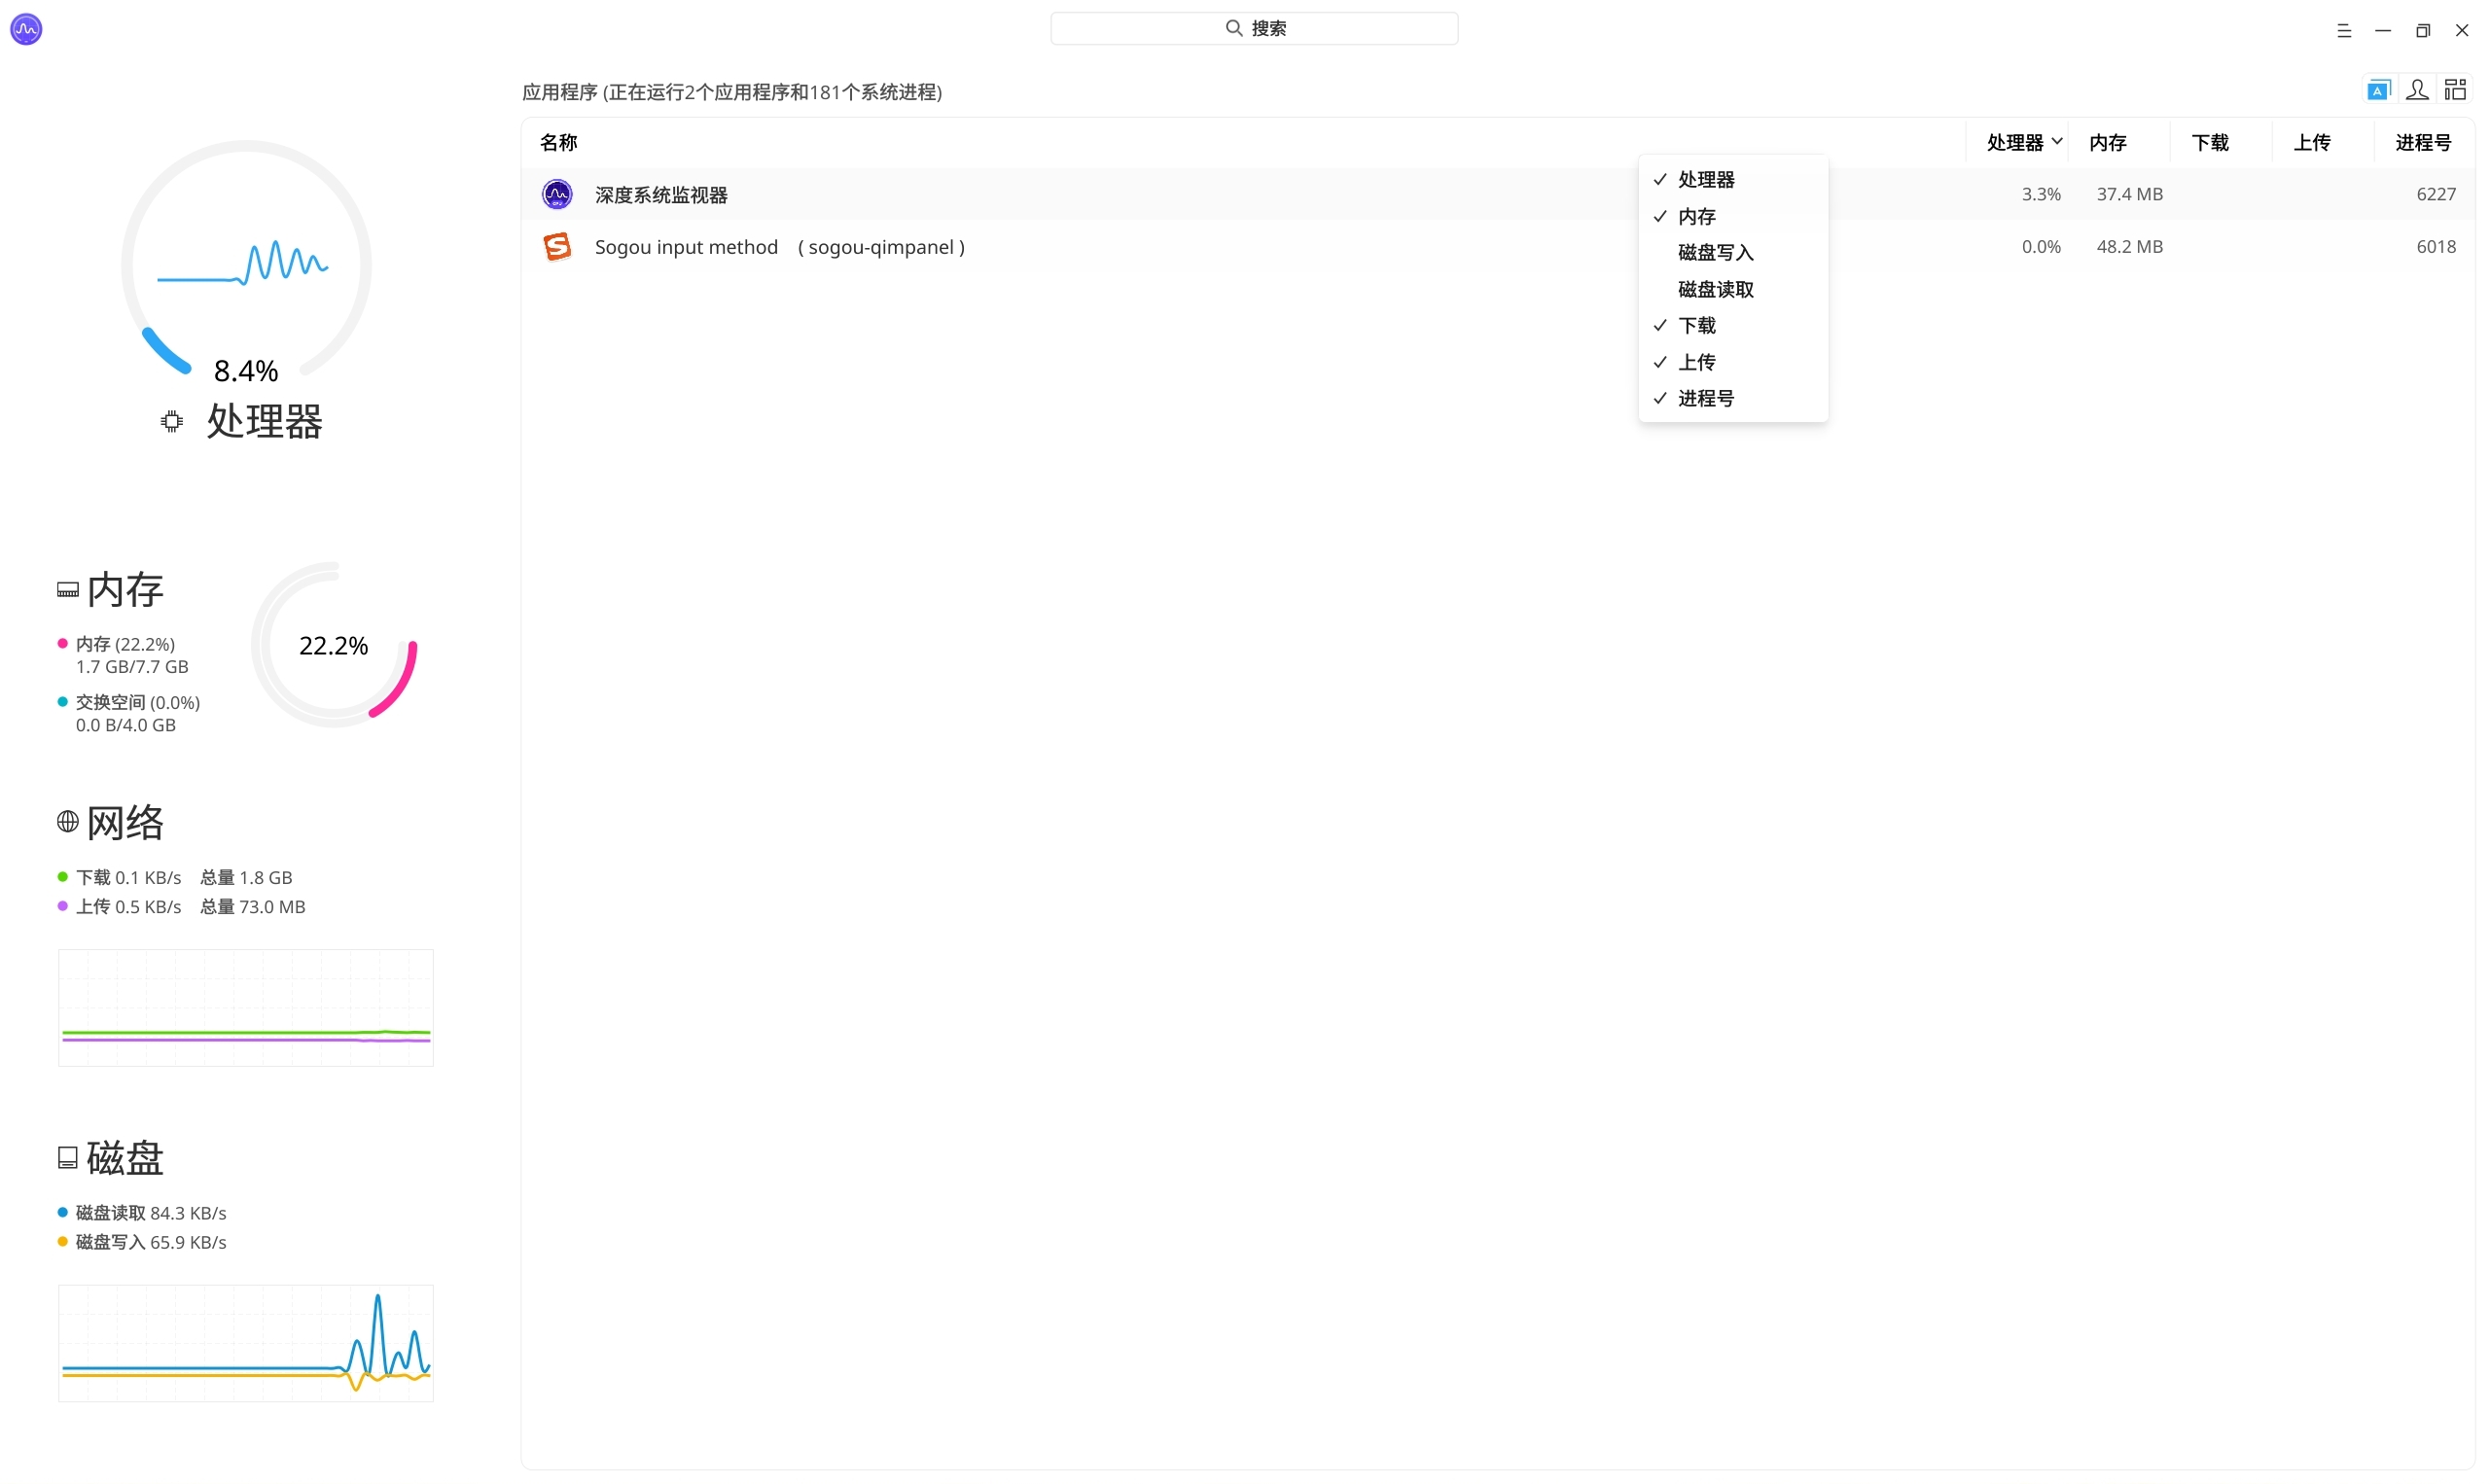 搜索
应用程序 (正在运行2个应用程序和181个系统进程)
名称 处理器 内存 下载 上传 进程号
深度系统监视器 3.3% 37.4 MB 6227
Sogou input method ( sogou-qimpanel ) 0.0% 48.2 MB 6018
处理器
内存
磁盘写入
磁盘读取
下载
上传
进程号
8.4%
处理器
内存
内存 (22.2%)
1.7 GB/7.7 GB
交换空间 (0.0%)
0.0 B/4.0 GB
22.2%
网络
下载 0.1 KB/s 总量 1.8 GB
上传 0.5 KB/s 总量 73.0 MB
磁盘
磁盘读取 84.3 KB/s
磁盘写入 65.9 KB/s